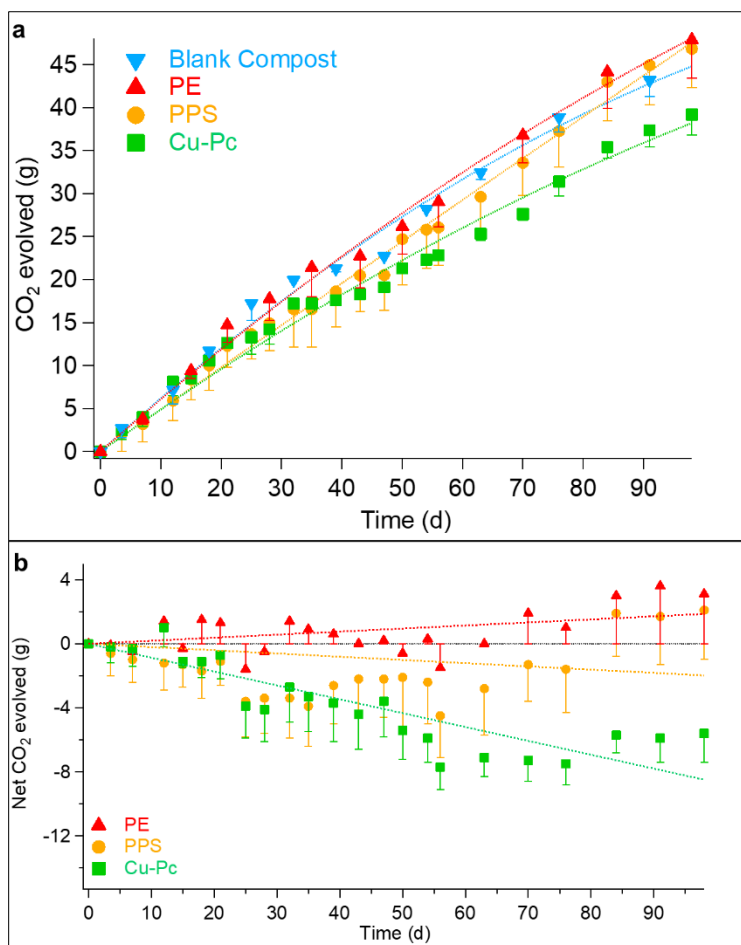 a
Blank Compost
PE
PPS
Cu-Pc
CO2 evolved (g)
45
40
35
30
25
20
15
10
5
0
0 10 20 30 40 50 60 70 80 90
Time (d)
b
Net CO2 evolved (g)
4
0
-4
-8
-12
PE
PPS
Cu-Pc
0 10 20 30 40 50 60 70 80 90
Time (d)